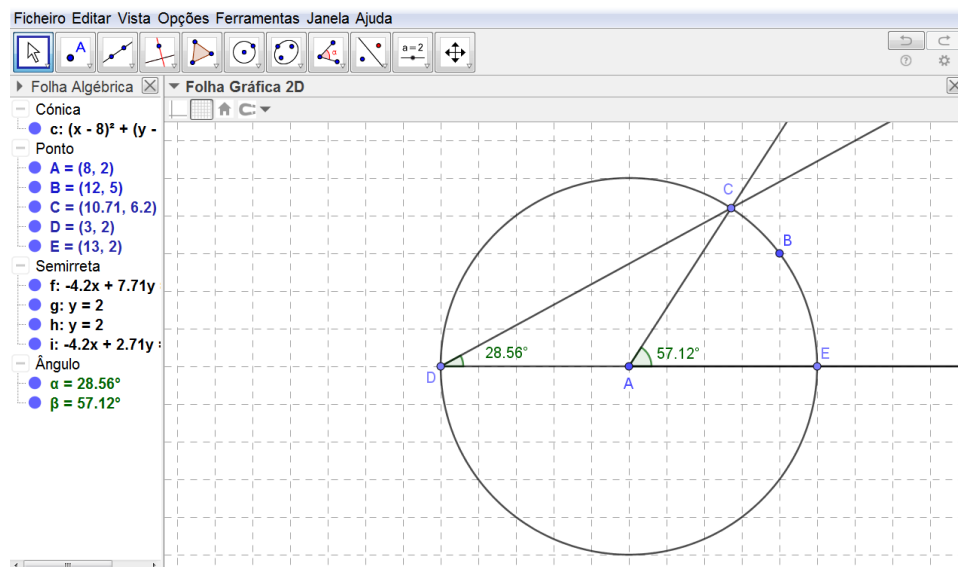 Ficheiro Editar Vista Opções Ferramentas Janela Ajuda
A
α
a=2
Folha Algébrica
Folha Gráfica 2D
Cónica
c: (x - 8)² + (y -
Ponto
A = (8, 2)
B = (12, 5)
C = (10.71, 6.2)
D = (3, 2)
E = (13, 2)
Semirreta
f: -4.2x + 7.71y
g: y = 2
h: y = 2
i: -4.2x + 2.71y =
Ângulo
α = 28.56°
β = 57.12°
C
B
28.56°
57.12°
E
D
A